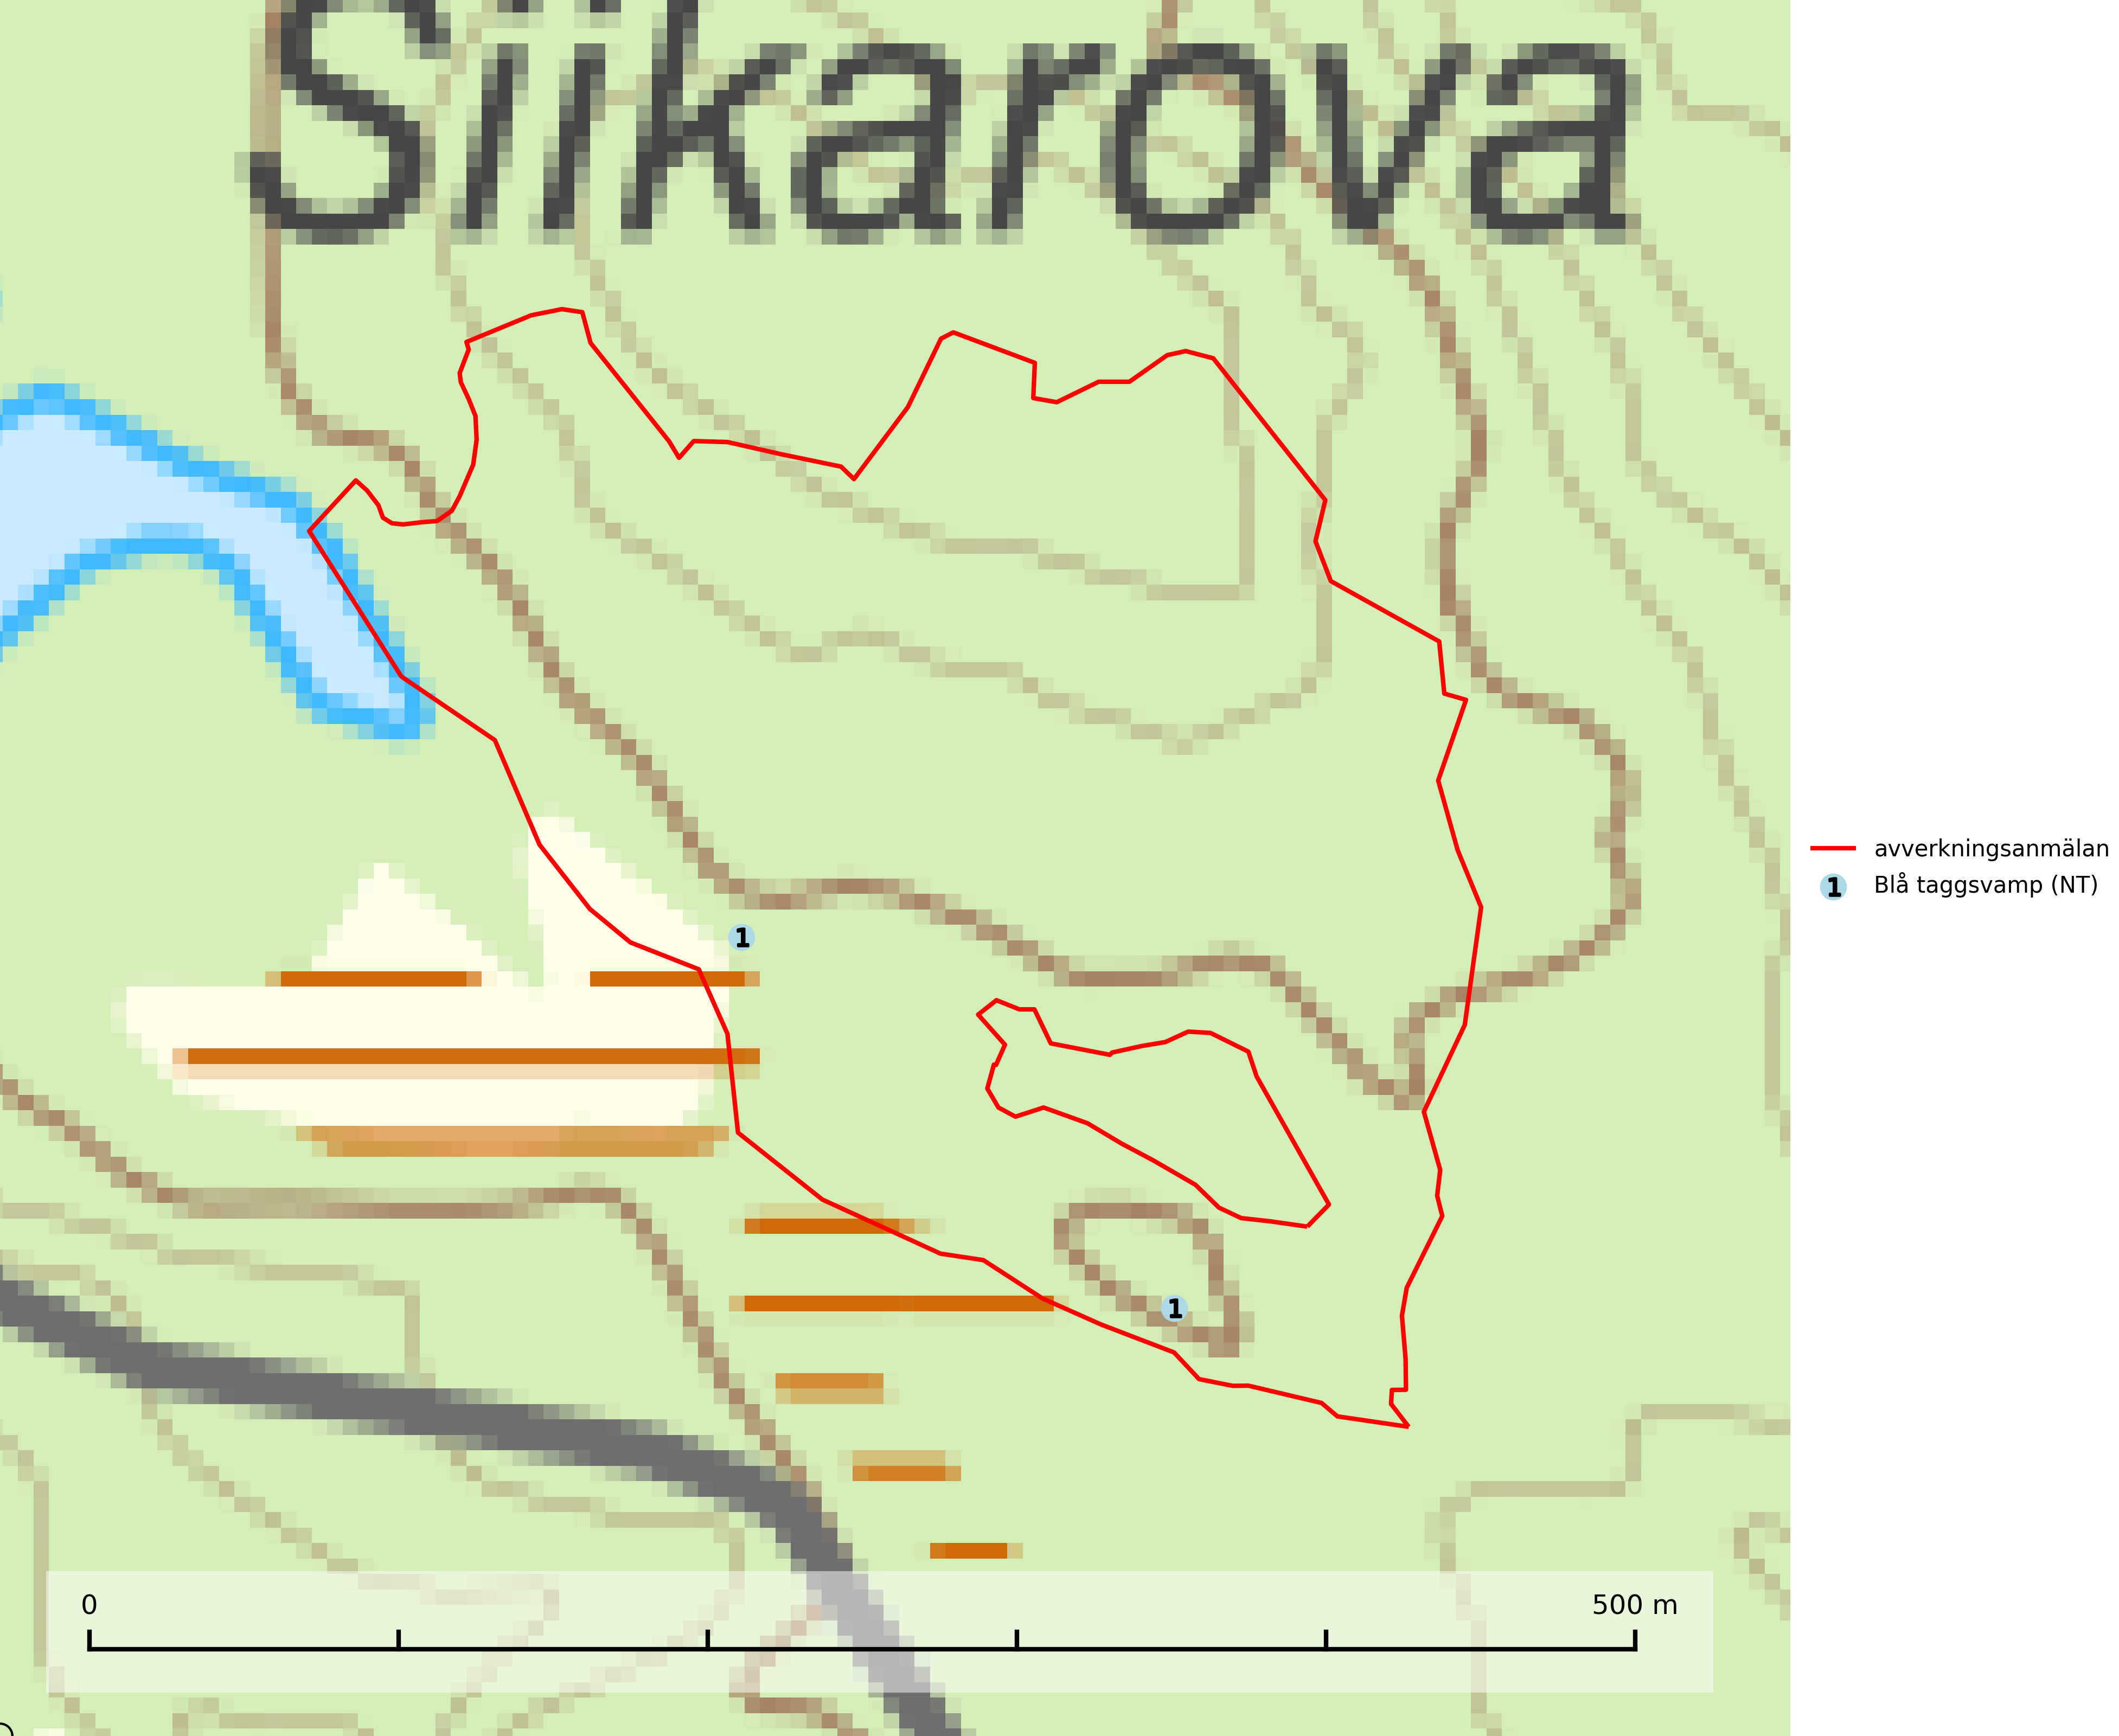 Siikarova
avverkningsanmälan
1 Blå taggsvamp (NT)
1
1
0 500 m